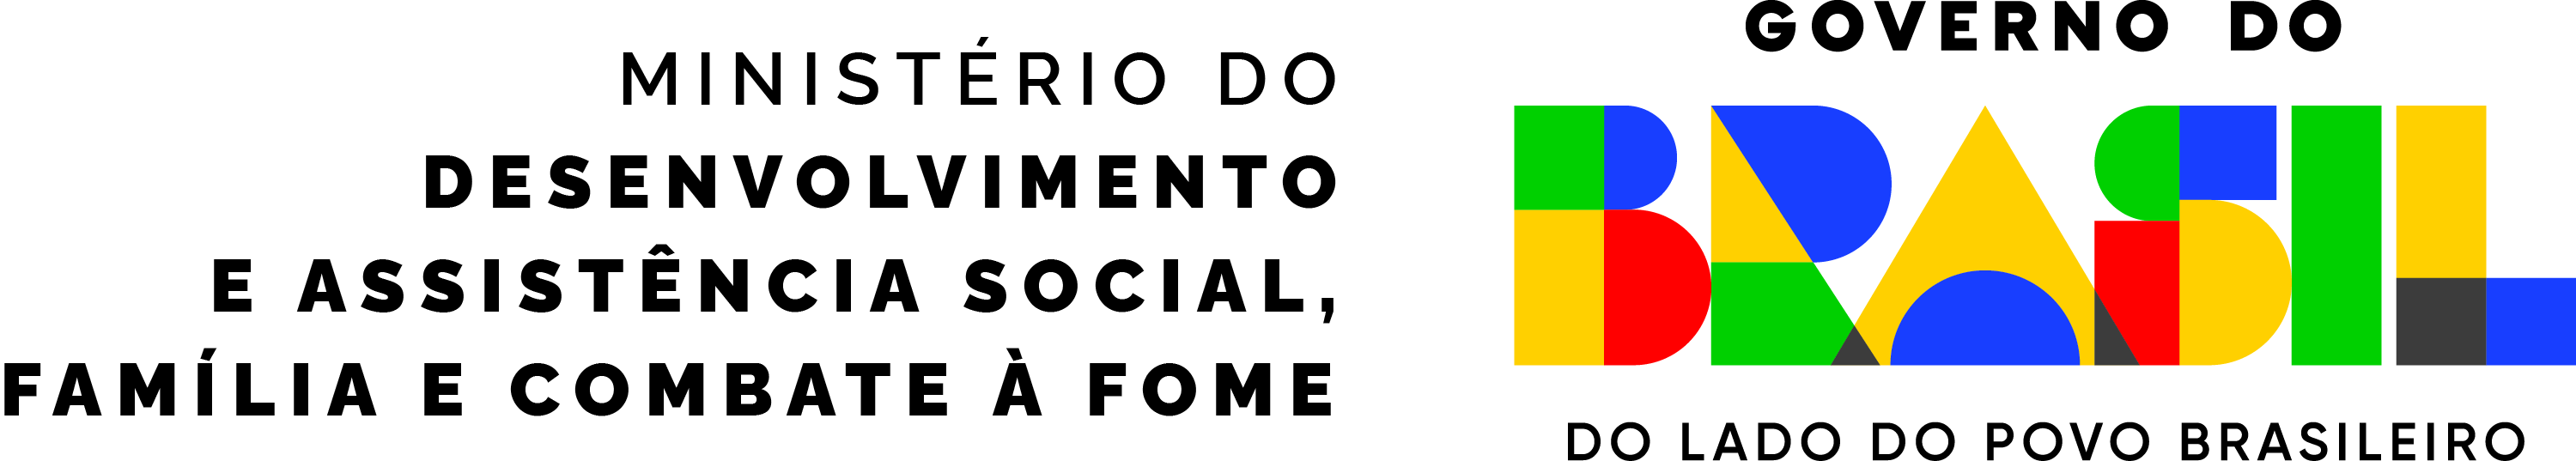 MINISTÉRIO DO
DESENVOLVIMENTO
E ASSISTÊNCIA SOCIAL,
FAMÍLIA E COMBATE À FOME
GOVERNO DO
BRASIL
DO LADO DO POVO BRASILEIRO